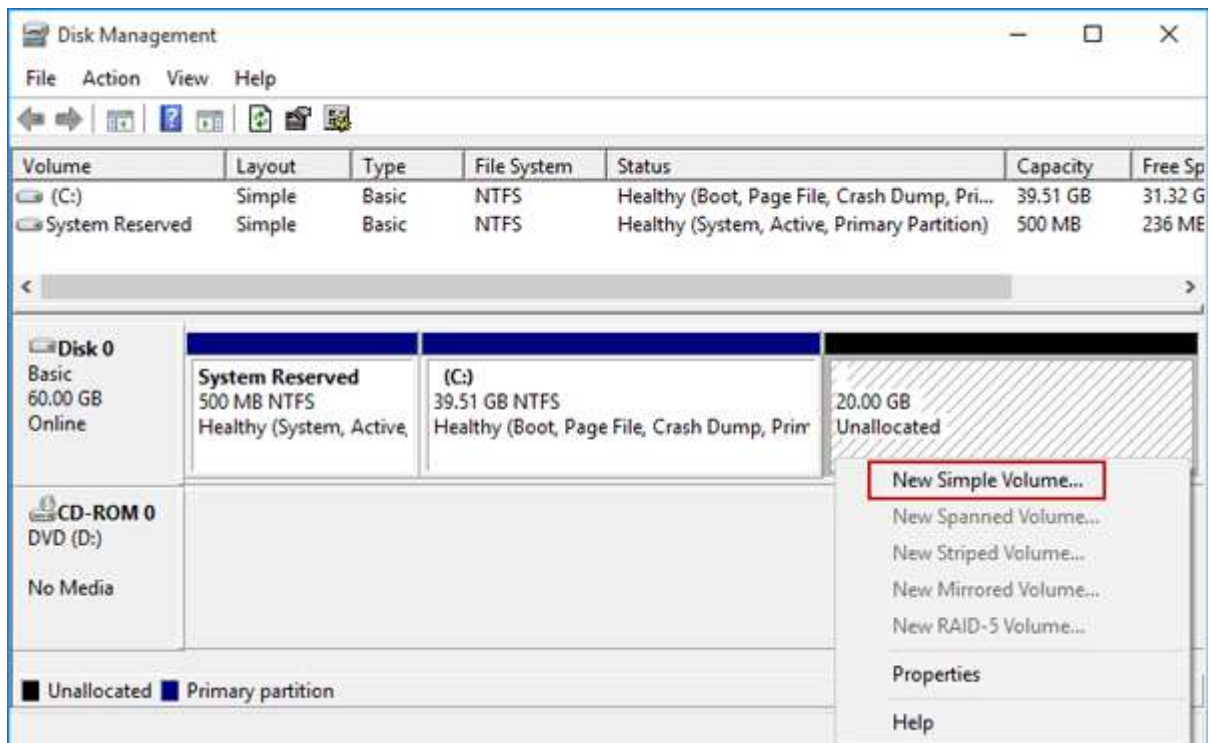 Disk Management
File Action View Help
Volume Layout Type File System Status Capacity Free Sp
(C:) Simple Basic NTFS Healthy (Boot, Page File, Crash Dump, Pri... 39.51 GB 31.32 G
System Reserved Simple Basic NTFS Healthy (System, Active, Primary Partition) 500 MB 236 ME
Disk 0
Basic
60.00 GB
Online
System Reserved
500 MB NTFS
Healthy (System, Active,
(C:)
39.51 GB NTFS
Healthy (Boot, Page File, Crash Dump, Prim
20.00 GB
Unallocated
New Simple Volume...
New Spanned Volume...
New Striped Volume...
New Mirrored Volume...
New RAID-5 Volume...
Properties
Help
CD-ROM 0
DVD (D:)
No Media
Unallocated Primary partition